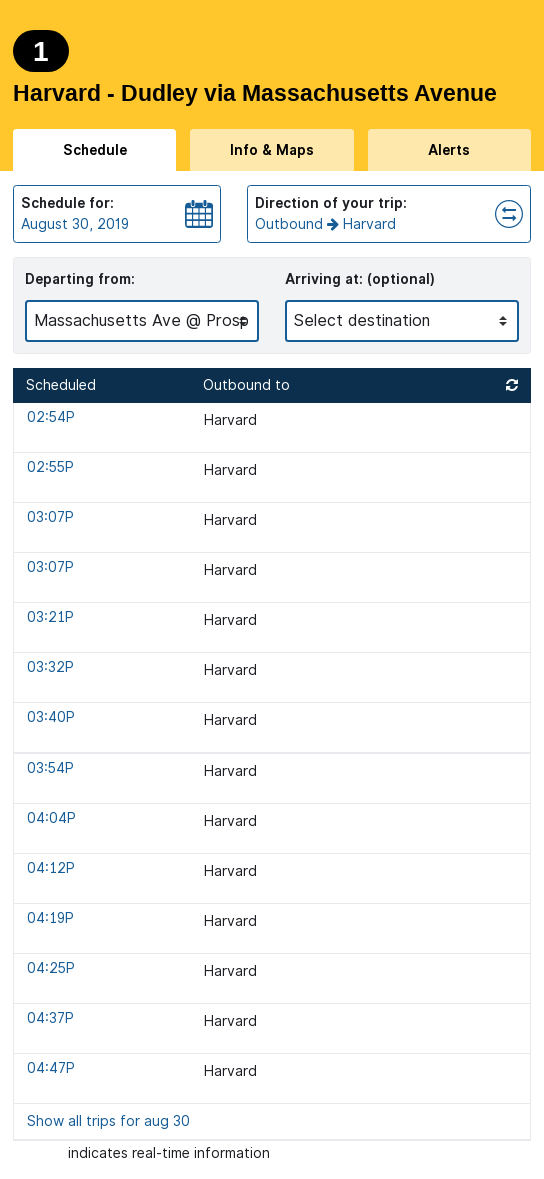 1
Harvard - Dudley via Massachusetts Avenue
Schedule Info & Maps Alerts
Schedule for:
August 30, 2019
Direction of your trip:
Outbound → Harvard
Departing from:
Massachusetts Ave @ Prosp
Arriving at: (optional)
Select destination
Scheduled Outbound to
02:54P Harvard
02:55P Harvard
03:07P Harvard
03:07P Harvard
03:21P Harvard
03:32P Harvard
03:40P Harvard
03:54P Harvard
04:04P Harvard
04:12P Harvard
04:19P Harvard
04:25P Harvard
04:37P Harvard
04:47P Harvard
Show all trips for aug 30
indicates real-time information